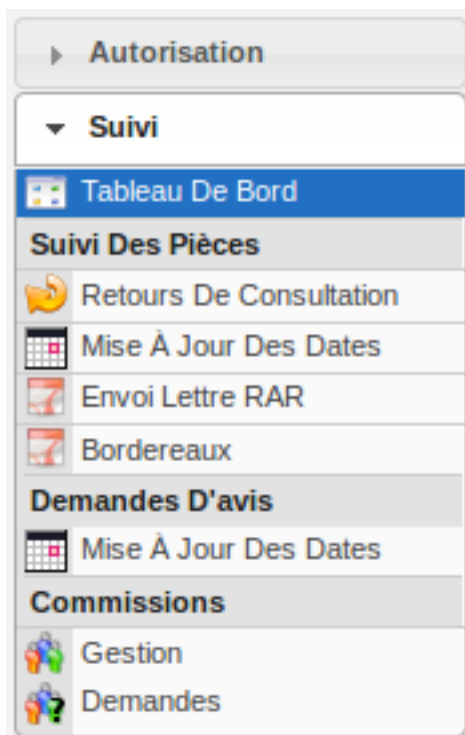 Autorisation
Suivi
Tableau De Bord
Suivi Des Pièces
Retours De Consultation
Mise À Jour Des Dates
Envoi Lettre RAR
Bordereaux
Demandes D'avis
Mise À Jour Des Dates
Commissions
Gestion
Demandes